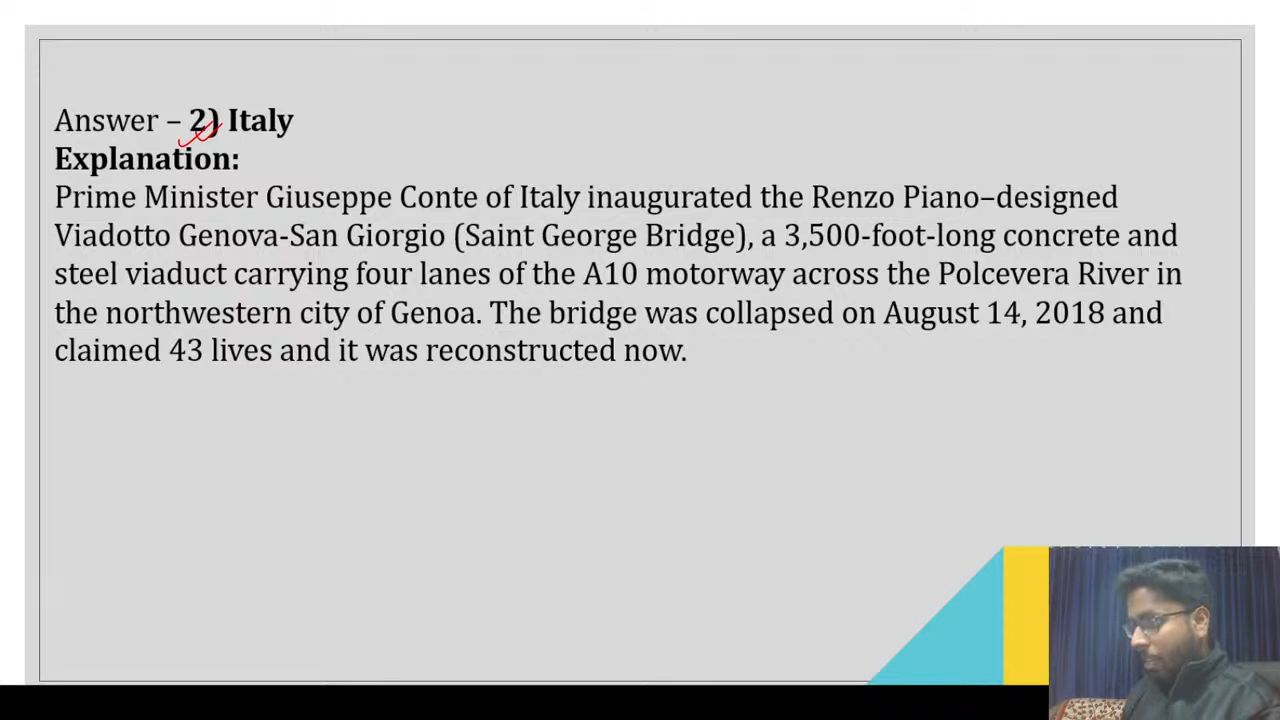 Answer – 2) Italy
Explanation:
Prime Minister Giuseppe Conte of Italy inaugurated the Renzo Piano–designed
Viadotto Genova-San Giorgio (Saint George Bridge), a 3,500-foot-long concrete and
steel viaduct carrying four lanes of the A10 motorway across the Polcevera River in
the northwestern city of Genoa. The bridge was collapsed on August 14, 2018 and
claimed 43 lives and it was reconstructed now.